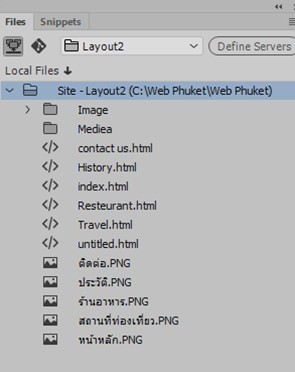 Files Snippets
Layout2 Define Servers
Local Files
Site - Layout2 (C:\Web Phuket\Web Phuket)
Image
Mediea
contact us.html
History.html
index.html
Resteurant.html
Travel.html
untitled.html
ติดต่อ.PNG
ประวัติ.PNG
ร้านอาหาร.PNG
สถานที่ท่องเที่ยว.PNG
หน้าหลัก.PNG